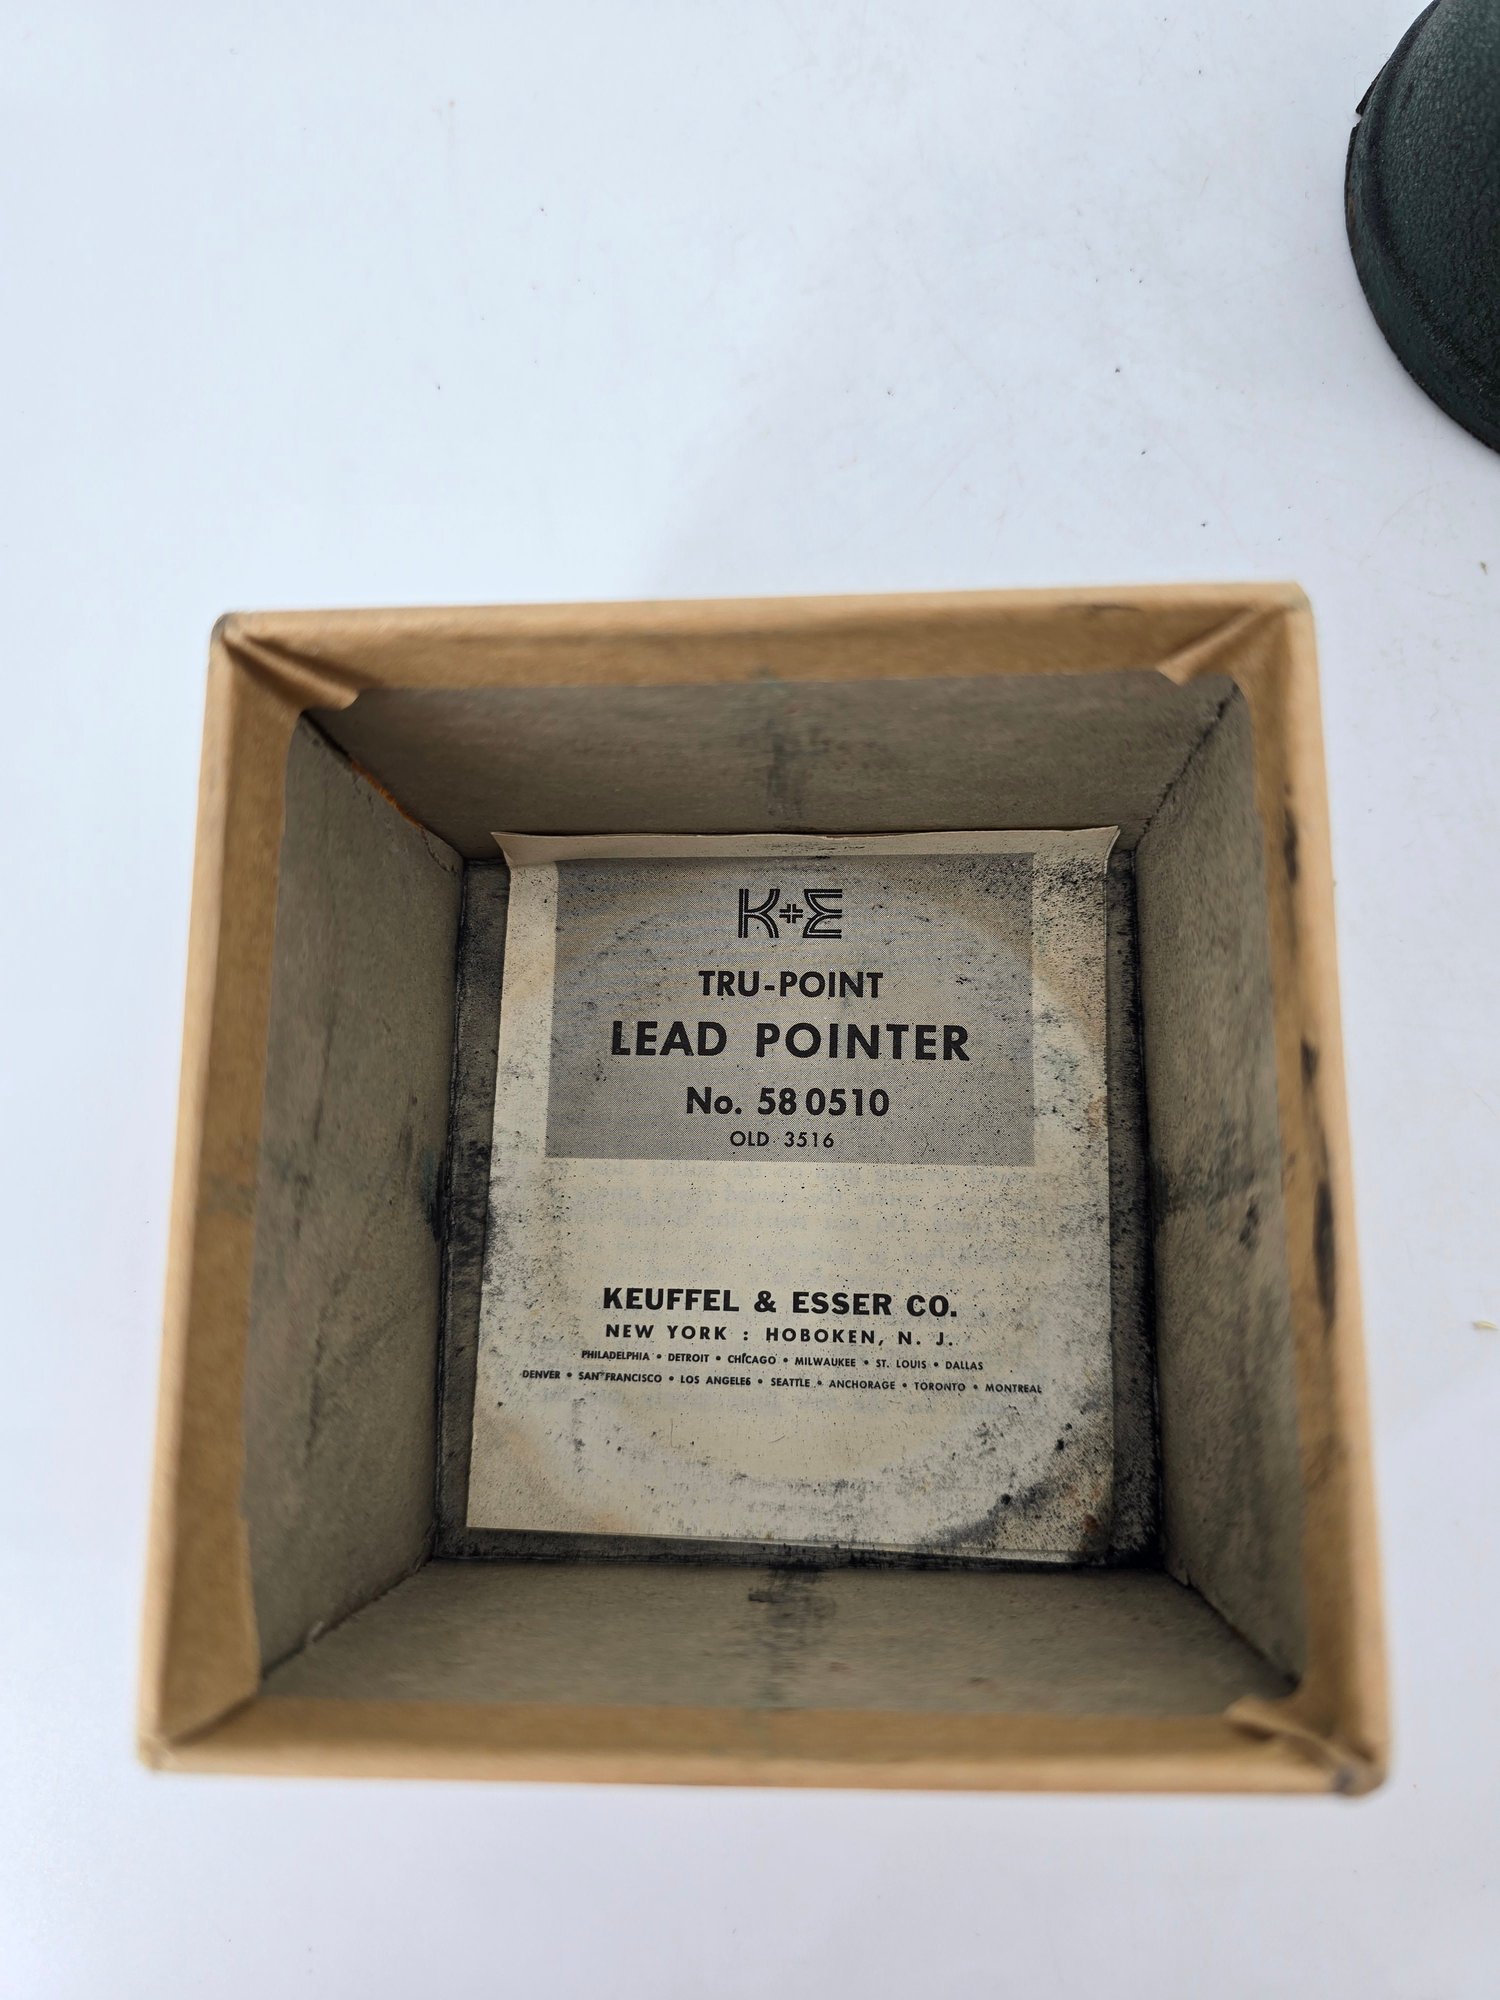 K+E
TRU-POINT
LEAD POINTER
No. 58 0510
OLD 3516
KEUFFEL & ESSER CO.
NEW YORK : HOBOKEN, N. J.
PHILADELPHIA • DETROIT • CHICAGO • MILWAUKEE • ST. LOUIS • DALLAS
DENVER • SAN FRANCISCO • LOS ANGELES • SEATTLE • ANCHORAGE • TORONTO • MONTREAL